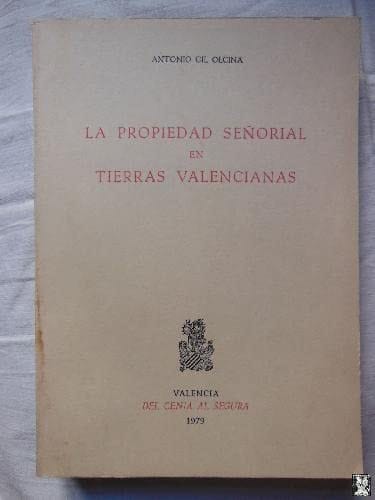 ANTONIO GIL OLCINA
LA PROPIEDAD SEÑORIAL
EN
TIERRAS VALENCIANAS
VALENCIA
DEL CENIA AL SEGURA
1979